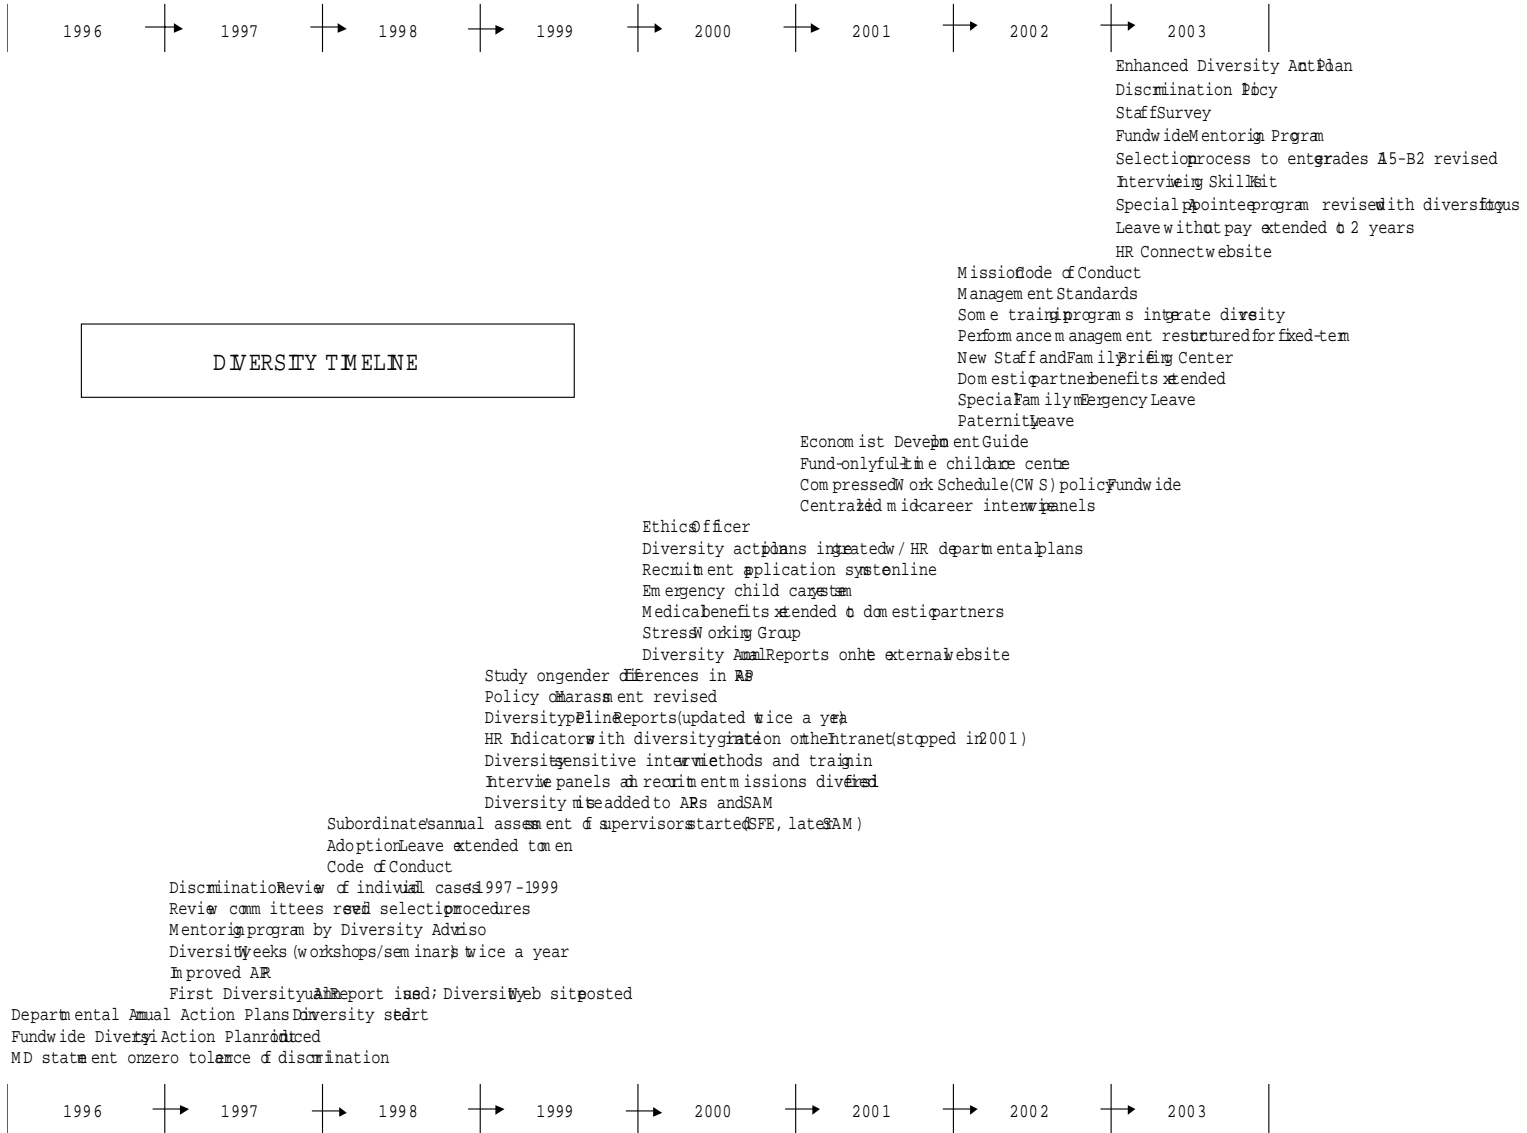 1996 1997 1998 1999 2000 2001 2002 2003
Enhanced Diversity Action Plan
Discrimination Policy
Staff Survey
Fundwide Mentoring Program
Selection process to enter grades A15-B2 revised
Interviewing Skills Kit
Special Appointee program revised with diversity focus
Leave without pay extended to 2 years
HR Connect website
Mission Code of Conduct
Management Standards
Some training programs integrate diversity
Performance management restructured for fixed-term
New Staff and Family Briefing Center
Domestic partner benefits extended
Special Family Emergency Leave
Paternity Leave
DIVERSITY TIMELINE
Economist Development Guide
Fund-only full-time childcare centre
Compressed Work Schedule (CWS) policy Fundwide
Centralized mid-career interview panels
Ethics Officer
Diversity action plans integrated w/ HR departmental plans
Recruitment application system online
Emergency child care system
Medical benefits extended to domestic partners
Stress Working Group
Diversity Annual Reports on the external website
Study on gender differences in APRs
Policy on Harassment revised
Diversity Pipeline Reports (updated twice a year)
HR Indicators with diversity integration on the Intranet (stopped in 2001)
Diversity sensitive interview methods and training
Interview panels and recruitment missions diversified
Diversity added to APRs and SAM
Subordinate's annual assessment of supervisors started (SFE, later SAM)
Adoption Leave extended to men
Code of Conduct
Discrimination Review of individual cases 1997-1999
Review committees revised selection procedures
Mentoring program by Diversity Advisor
Diversity Weeks (workshops/seminars) twice a year
Improved APR
First Diversity Annual Report issued; Diversity Web site posted
Departmental Annual Action Plans on Diversity started
Fundwide Diversity Action Plan introduced
MD statement on zero tolerance of discrimination
1996 1997 1998 1999 2000 2001 2002 2003